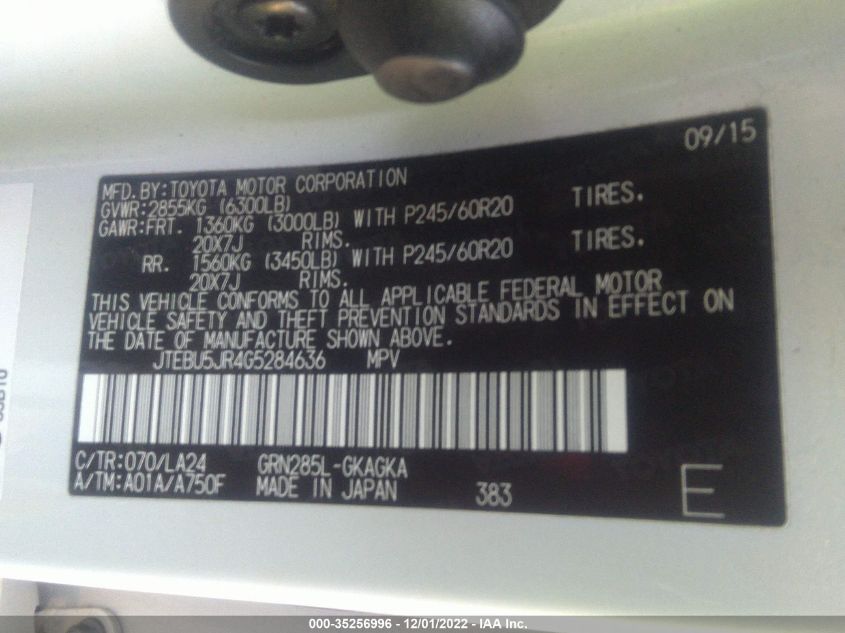 09/15
MFD.BY:TOYOTA MOTOR CORPORATION
GVWR:2855KG (6300LB)
GAWR:FRT. 1360KG (3000LB) WITH P245/60R20 TIRES.
20X7J RIMS.
RR. 1560KG (3450LB) WITH P245/60R20 TIRES.
20X7J RIMS.
THIS VEHICLE CONFORMS TO ALL APPLICABLE FEDERAL MOTOR
VEHICLE SAFETY AND THEFT PREVENTION STANDARDS IN EFFECT ON
THE DATE OF MANUFACTURE SHOWN ABOVE.
JTEBU5JR4G5284636 MPV
C/TR:070/LA24 GRN285L-GKAGKA
A/TM:A01A/A750F MADE IN JAPAN 383 E
000-35256996 - 12/01/2022 - IAA Inc.